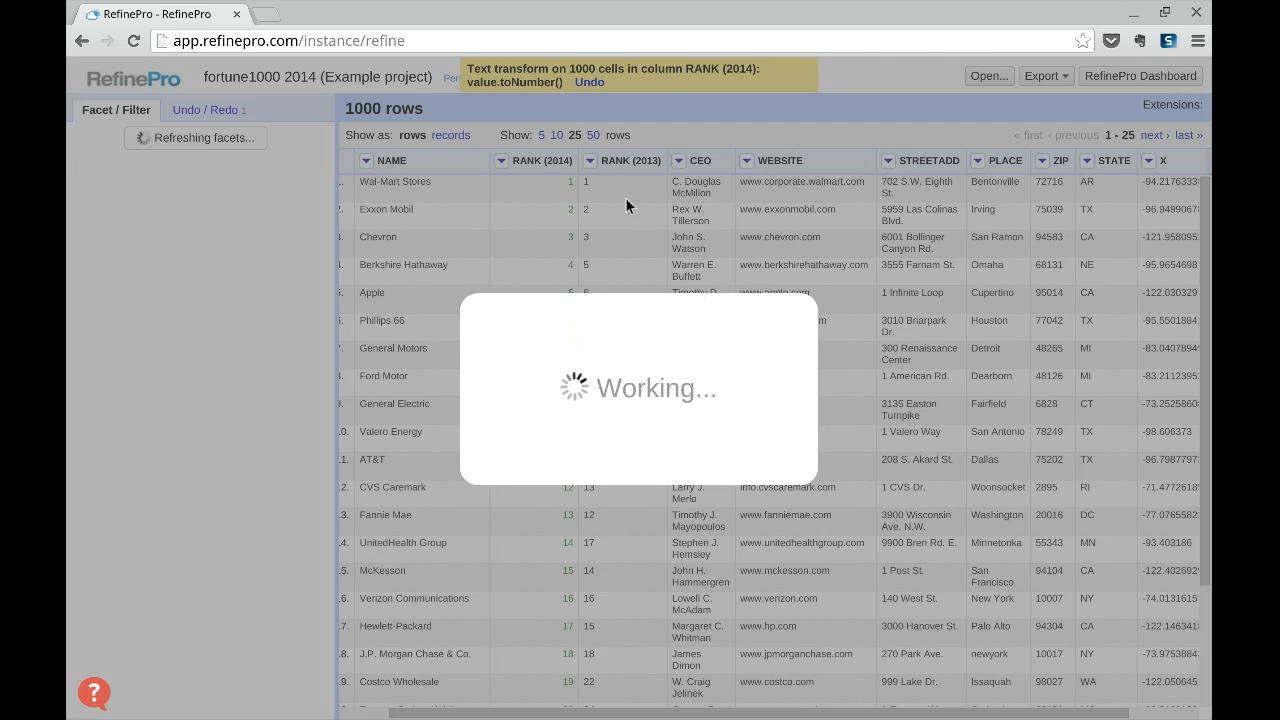 RefinePro - RefinePro
app.refinepro.com/instance/refine
RefinePro fortune1000 2014 (Example project) Text transform on 1000 cells in column RANK (2014): value.toNumber() Undo Open... Export RefinePro Dashboard
Facet / Filter Undo / Redo 1 1000 rows Extensions:
Refreshing facets... Show as: rows records Show: 5 10 25 50 rows « first ‹ previous 1 - 25 next › last »
NAME RANK (2014) RANK (2013) CEO WEBSITE STREETADD PLACE ZIP STATE X
Wal-Mart Stores 1 1 C. Douglas McMillon www.corporate.walmart.com 702 S.W. Eighth St. Bentonville 72716 AR
Exxon Mobil 2 2 Rex W. Tillerson www.exxonmobil.com 5959 Las Colinas Blvd. Irving 75039 TX
Chevron 3 3 John S. Watson www.chevron.com 6001 Bollinger Canyon Rd. San Ramon 94583 CA
Berkshire Hathaway 4 5 Warren E. Buffett www.berkshirehathaway.com 3555 Farnam St. Omaha 68131 NE -95.9654698
Apple 1 Infinite Loop Cupertino 95014 CA -122.030329
Phillips 66 3010 Briarpark Dr. Houston 77042 TX
General Motors 300 Renaissance Center Detroit 48265 MI
Ford Motor 1 American Rd. Dearborn 48126 MI
General Electric 3135 Easton Turnpike Fairfield 6828 CT
Working...
Valero Energy 1 Valero Way San Antonio 78249 TX -98.606373
AT&T 208 S. Akard St. Dallas 75202 TX
CVS Caremark 12 13 Larry J. Merlo info.cvscaremark.com 1 CVS Dr. Woonsocket 2895 RI
Fannie Mae 13 12 Timothy J. Mayopoulos www.fanniemae.com 3900 Wisconsin Ave. N.W. Washington 20016 DC
UnitedHealth Group 14 17 Stephen J. Hemsley www.unitedhealthgroup.com 9900 Bren Rd. E. Minnetonka 55343 MN -93.403186
McKesson 15 14 John H. Hammergren www.mckesson.com 1 Post St. San Francisco 94104 CA
Verizon Communications 16 16 Lowell C. McAdam www.verizon.com 140 West St. New York 10007 NY
Hewlett-Packard 17 15 Margaret C. Whitman www.hp.com 3000 Hanover St. Palo Alto 94304 CA
J.P. Morgan Chase & Co. 18 18 James Dimon www.jpmorganchase.com 270 Park Ave. newyork 10017 NY
Costco Wholesale 19 22 W. Craig Jelinek www.costco.com 999 Lake Dr. Issaquah 98027 WA